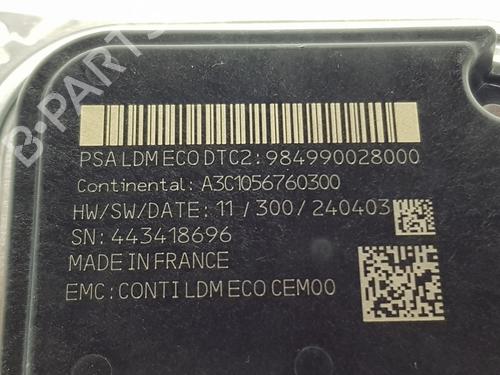 PSA LDM ECO DTC2: 984990028000
Continental: A3C1056760300
HW/SW/DATE: 11/300/240403
SN: 443418696
MADE IN FRANCE
EMC: CONTI LDM ECO CEM00
B-PARTS